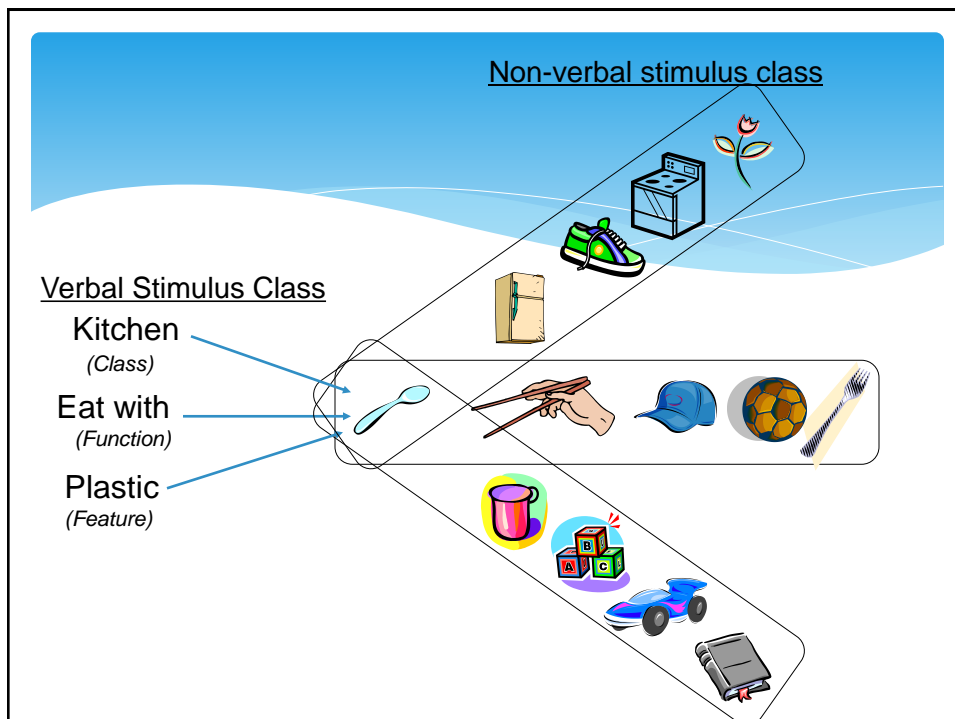 Non-verbal stimulus class
Verbal Stimulus Class
Kitchen
(Class)
Eat with
(Function)
Plastic
(Feature)
B
A
C